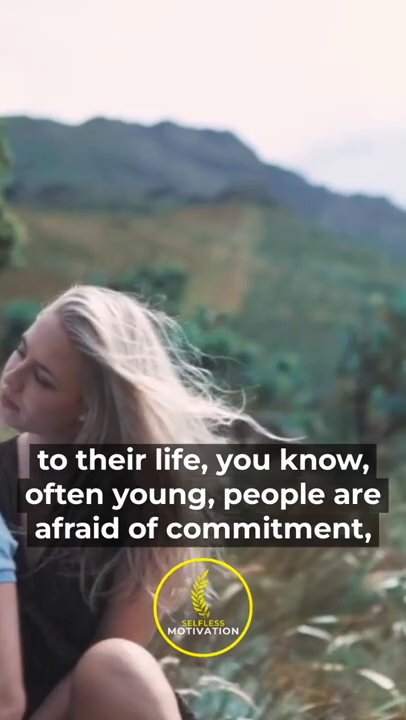 to their life, you know,
often young, people are
afraid of commitment,
SELFLESS
MOTIVATION